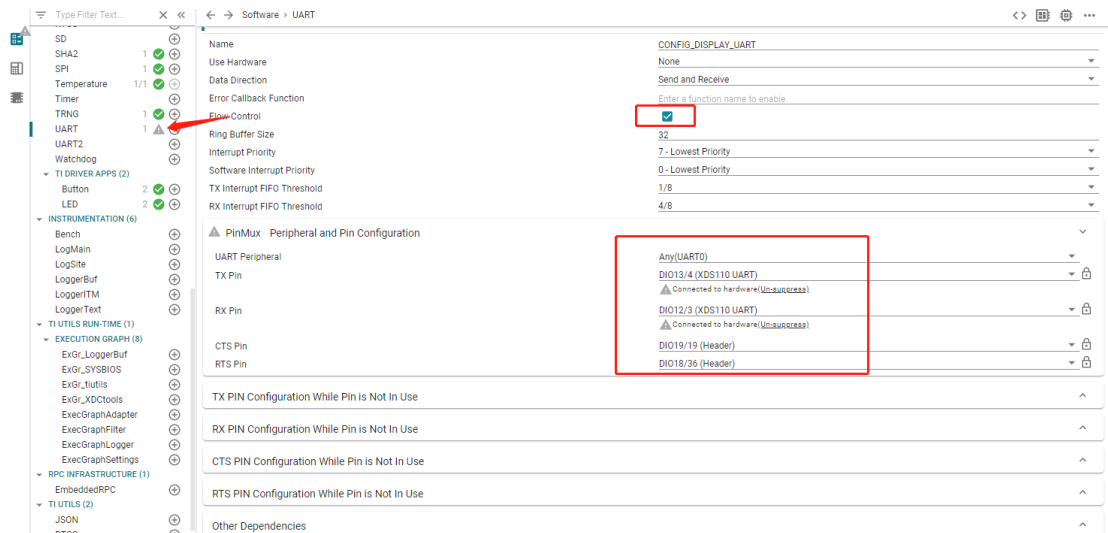 Type Filter Text...
Software › UART
SD
SHA2 1
SPI 1
Temperature 1/1
Timer
TRNG 1
UART 1
UART2
Watchdog
TI DRIVER APPS (2)
Button 2
LED 2
INSTRUMENTATION (6)
Bench
LogMain
LogSite
LoggerBuf
LoggerITM
LoggerText
TI UTILS RUN-TIME (1)
EXECUTION GRAPH (8)
ExGr_LoggerBuf
ExGr_SYSBIOS
ExGr_tiutils
ExGr_XDCtools
ExecGraphAdapter
ExecGraphFilter
ExecGraphLogger
ExecGraphSettings
RPC INFRASTRUCTURE (1)
EmbeddedRPC
TI UTILS (2)
JSON
Name CONFIG_DISPLAY_UART
Use Hardware None
Data Direction Send and Receive
Error Callback Function Enter a function name to enable
Flow Control
Ring Buffer Size 32
Interrupt Priority 7 - Lowest Priority
Software Interrupt Priority 0 - Lowest Priority
TX Interrupt FIFO Threshold 1/8
RX Interrupt FIFO Threshold 4/8
PinMux Peripheral and Pin Configuration
UART Peripheral Any(UART0)
TX Pin DIO13/4 (XDS110 UART)
Connected to hardware(Un-suppress)
RX Pin DIO12/3 (XDS110 UART)
Connected to hardware(Un-suppress)
CTS Pin DIO19/19 (Header)
RTS Pin DIO18/36 (Header)
TX PIN Configuration While Pin is Not In Use
RX PIN Configuration While Pin is Not In Use
CTS PIN Configuration While Pin is Not In Use
RTS PIN Configuration While Pin is Not In Use
Other Dependencies